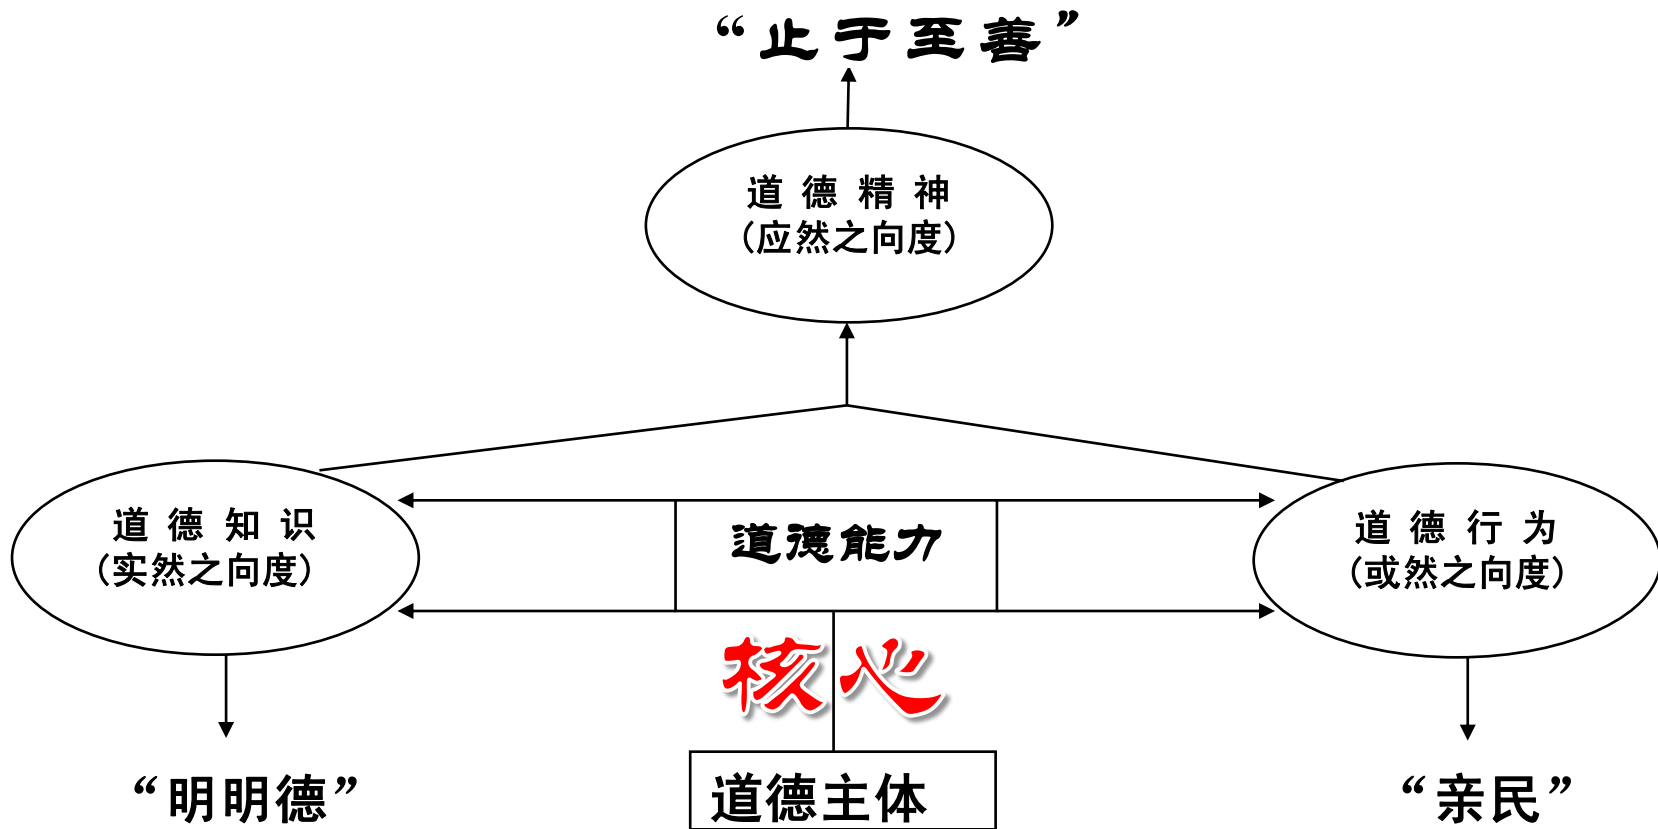 “止于至善”
道德精神
(应然之向度)
道德知识
(实然之向度)
道德能力
道德行为
(或然之向度)
核心
“明明德”
道德主体
“亲民”